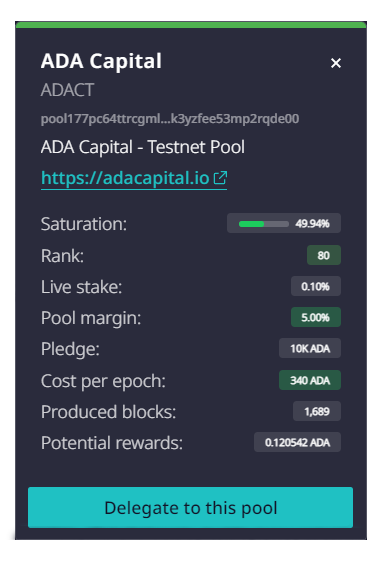 ADA Capital
ADACT
pool177pc64ttrcgml...k3yzfee53mp2rqde00
ADA Capital - Testnet Pool
https://adacapital.io
Saturation: 49.94%
Rank: 80
Live stake: 0.10%
Pool margin: 5.00%
Pledge: 10K ADA
Cost per epoch: 340 ADA
Produced blocks: 1,689
Potential rewards: 0.120542 ADA
Delegate to this pool